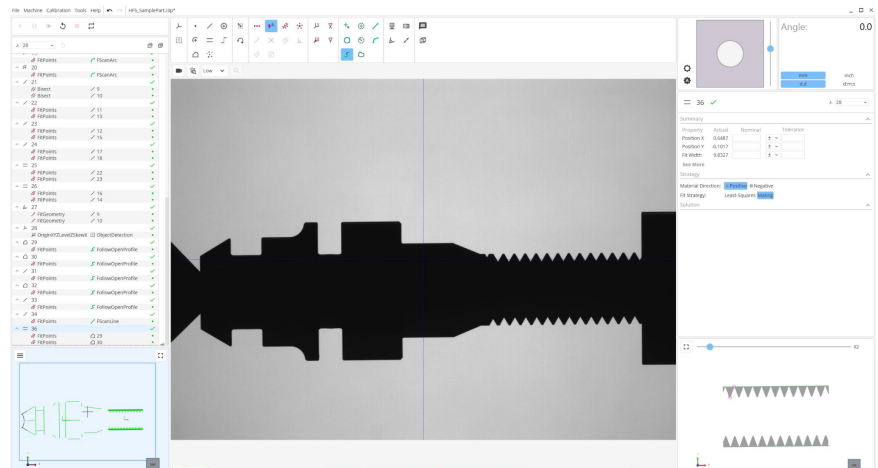 File Machine Calibration Tools Help HFS_SamplePart.l3p*
28
FitPoints FScanArc
20
FitPoints FScanArc
21
Bisect 9
Bisect 10
22
FitPoints 11
FitPoints 13
23
FitPoints 12
FitPoints 15
24
FitPoints 17
FitPoints 18
25
FitPoints 22
FitPoints 23
26
FitPoints 16
FitPoints 14
27
FitGeometry 9
FitGeometry 10
28
OriginXYZLevelZSkewX ObjectDetection
29
FitPoints FollowOpenProfile
30
FitPoints FollowOpenProfile
31
FitPoints FollowOpenProfile
32
FitPoints FollowOpenProfile
33
FitPoints FollowOpenProfile
34
FitPoints FScanLine
36
FitPoints 29
FitPoints 30
Low
Angle: 0.0
mm inch
d.d d:m:s
36 28
Summary
Property Actual Nominal Tolerance
Position X 0.6487 ±
Position Y -0.1017 ±
Fit Width 9.8327 ±
See More
Strategy
Material Direction: Positive Negative
Fit Strategy: Least-Squares Mating
Solution
X2